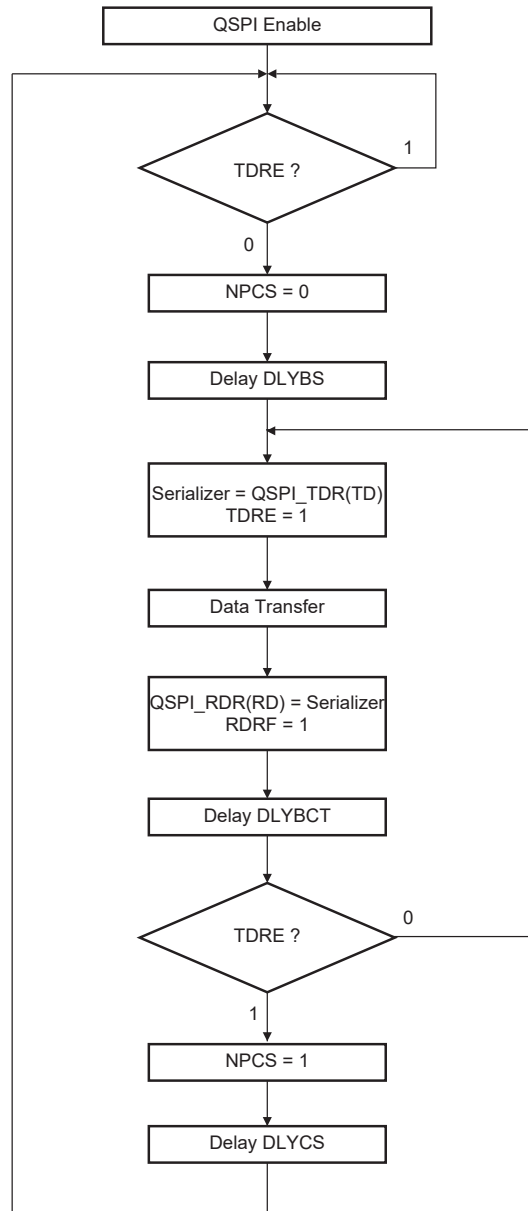 QSPI Enable
TDRE ?
1
0
NPCS = 0
Delay DLYBS
Serializer = QSPI_TDR(TD)
TDRE = 1
Data Transfer
QSPI_RDR(RD) = Serializer
RDRF = 1
Delay DLYBCT
TDRE ?
0
1
NPCS = 1
Delay DLYCS